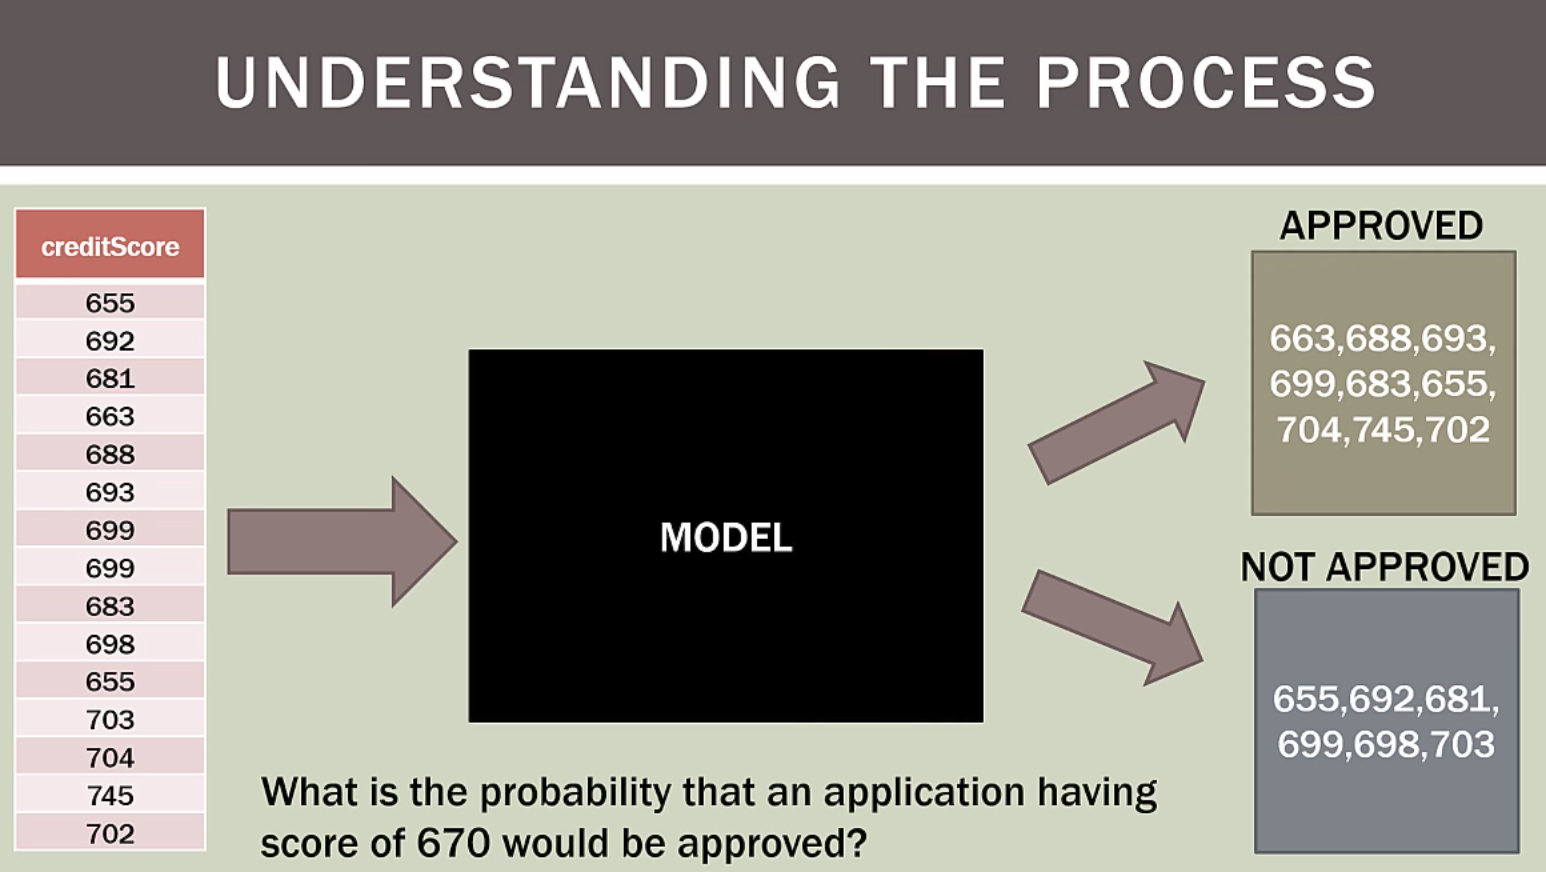 UNDERSTANDING THE PROCESS
creditScore
655
692
681
663
688
693
699
699
683
698
655
703
704
745
702
MODEL
What is the probability that an application having
score of 670 would be approved?
APPROVED
663,688,693,
699,683,655,
704,745,702
NOT APPROVED
655,692,681,
699,698,703